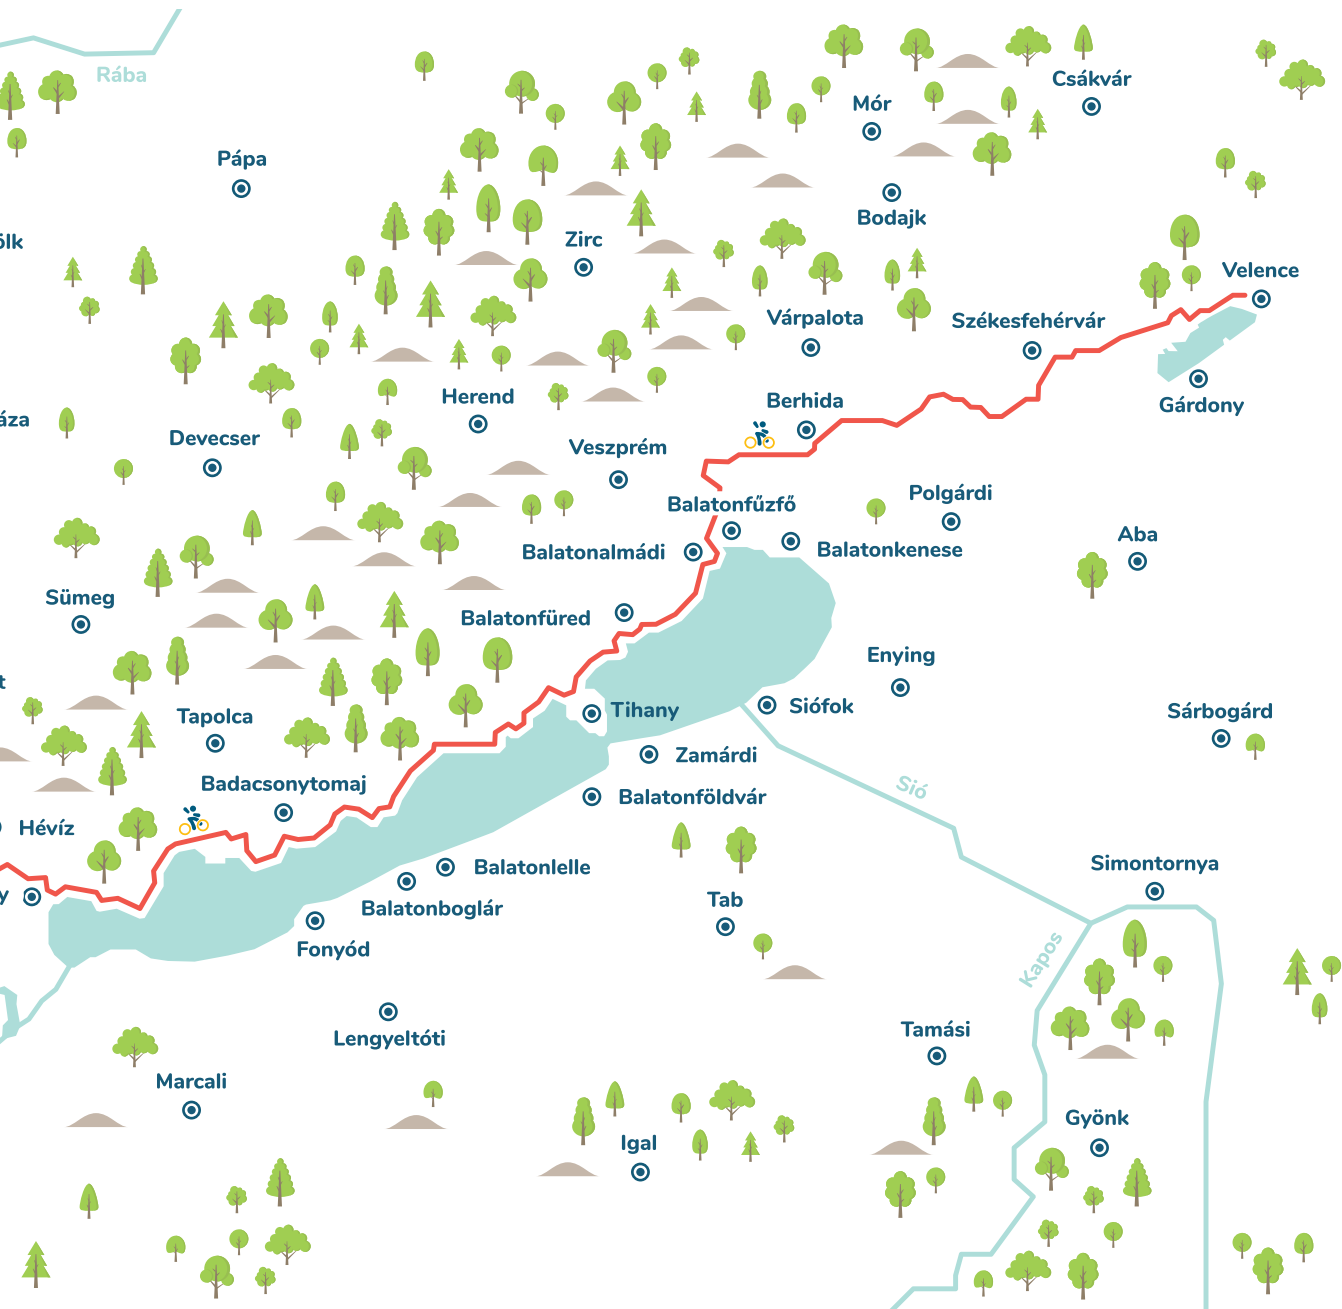 Rába
Csákvár
Mór
Pápa
Bodajk
Zirc
Velence
Várpalota
Székesfehérvár
Herend
Berhida
Gárdony
Devecser
Veszprém
Polgárdi
Balatonfűzfő
Aba
Balatonalmádi
Balatonkenese
Sümeg
Balatonfüred
Enying
Tihany
Siófok
Tapolca
Sárbogárd
Zamárdi
Badacsonytomaj
Sió
Balatonföldvár
Hévíz
Simontornya
Balatonlelle
Tab
Balatonboglár
Fonyód
Kapos
Tamási
Lengyeltóti
Marcali
Gyönk
Igal